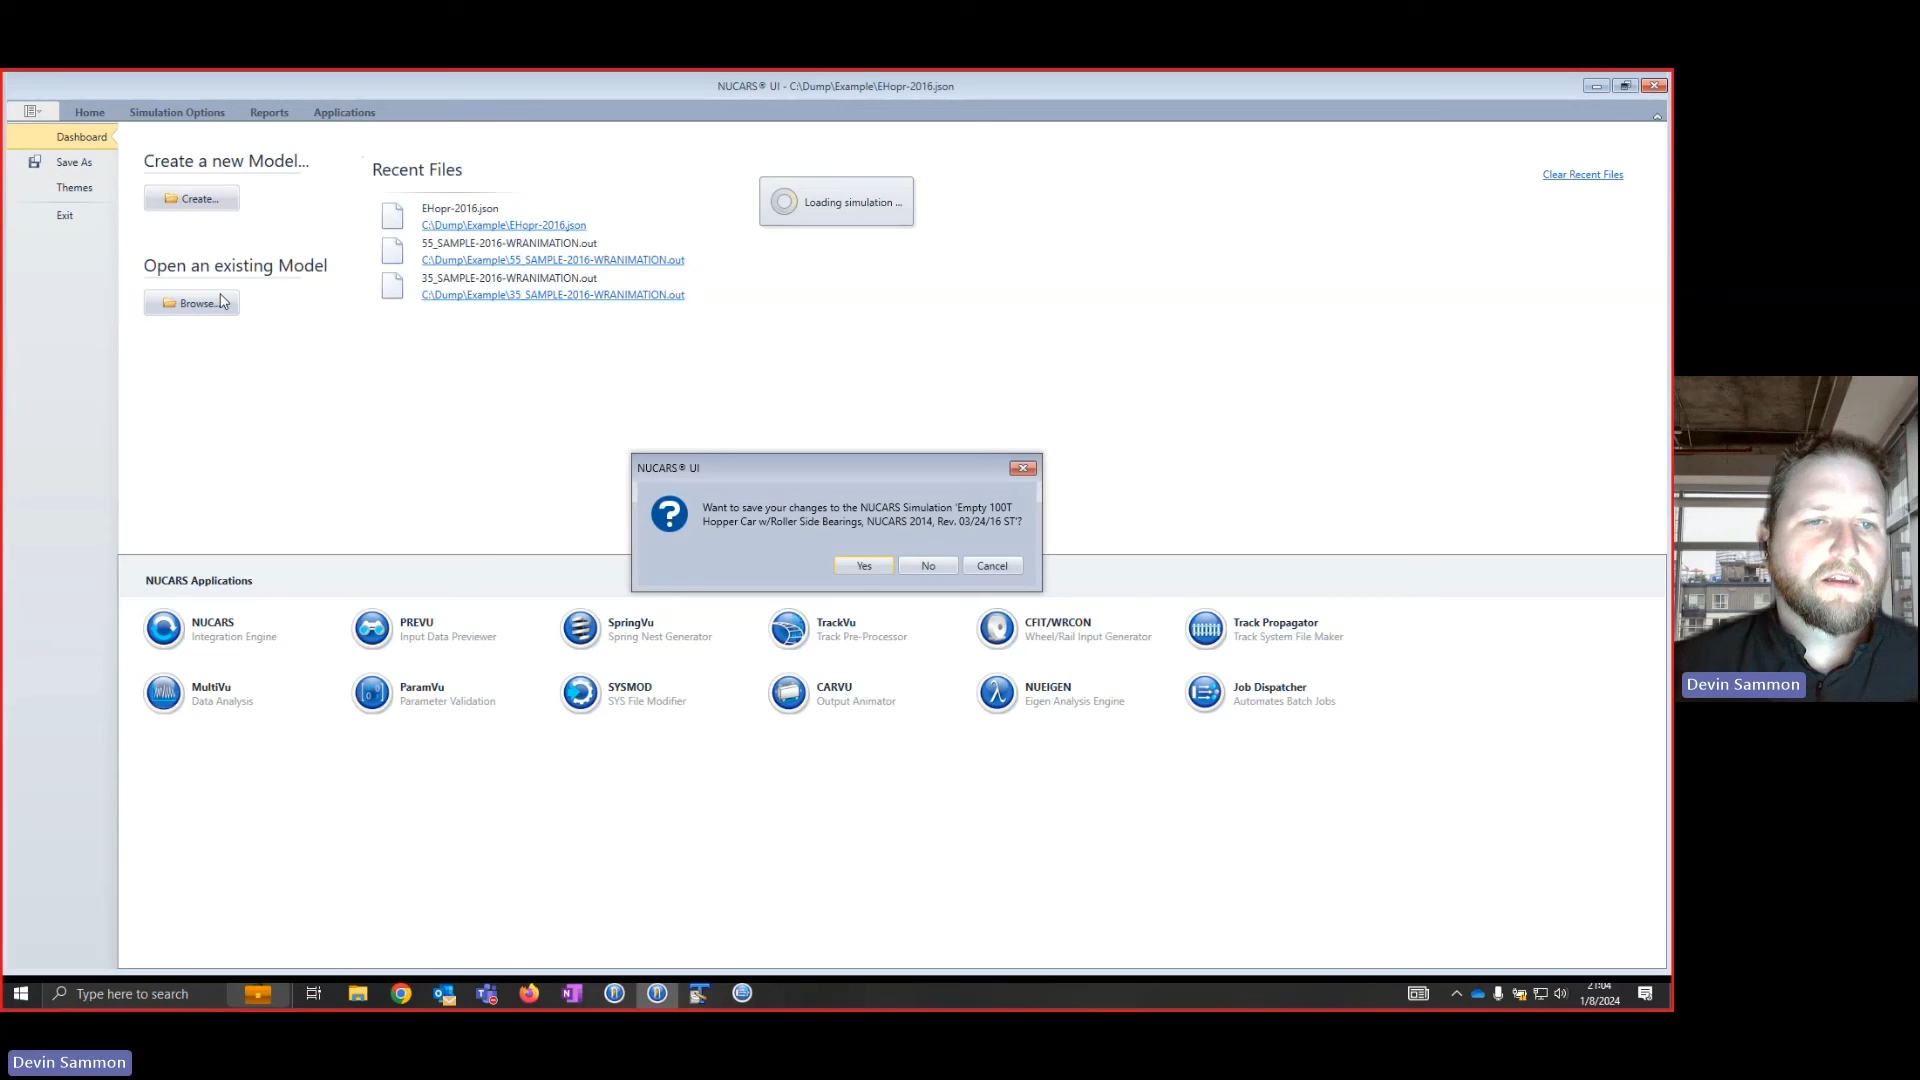 NUCARS® UI - C:\Dump\Example\EHopr-2016.json
Home Simulation Options Reports Applications
Dashboard
Save As
Themes
Exit
Create a new Model...
Create...
Open an existing Model
Browse...
Recent Files
Clear Recent Files
EHopr-2016.json
C:\Dump\Example\EHopr-2016.json
55_SAMPLE-2016-WRANIMATION.out
C:\Dump\Example\55_SAMPLE-2016-WRANIMATION.out
35_SAMPLE-2016-WRANIMATION.out
C:\Dump\Example\35_SAMPLE-2016-WRANIMATION.out
Loading simulation ...
NUCARS® UI
Want to save your changes to the NUCARS Simulation 'Empty 100T
Hopper Car w/Roller Side Bearings, NUCARS 2014, Rev. 03/24/16 ST'?
Yes No Cancel
NUCARS Applications
NUCARS
Integration Engine
PREVU
Input Data Previewer
SpringVu
Spring Nest Generator
TrackVu
Track Pre-Processor
CFIT/WRCON
Wheel/Rail Input Generator
Track Propagator
Track System File Maker
MultiVu
Data Analysis
ParamVu
Parameter Validation
SYSMOD
SYS File Modifier
CARVU
Output Animator
NUEIGEN
Eigen Analysis Engine
Job Dispatcher
Automates Batch Jobs
Type here to search
21:04
1/8/2024
Devin Sammon
Devin Sammon